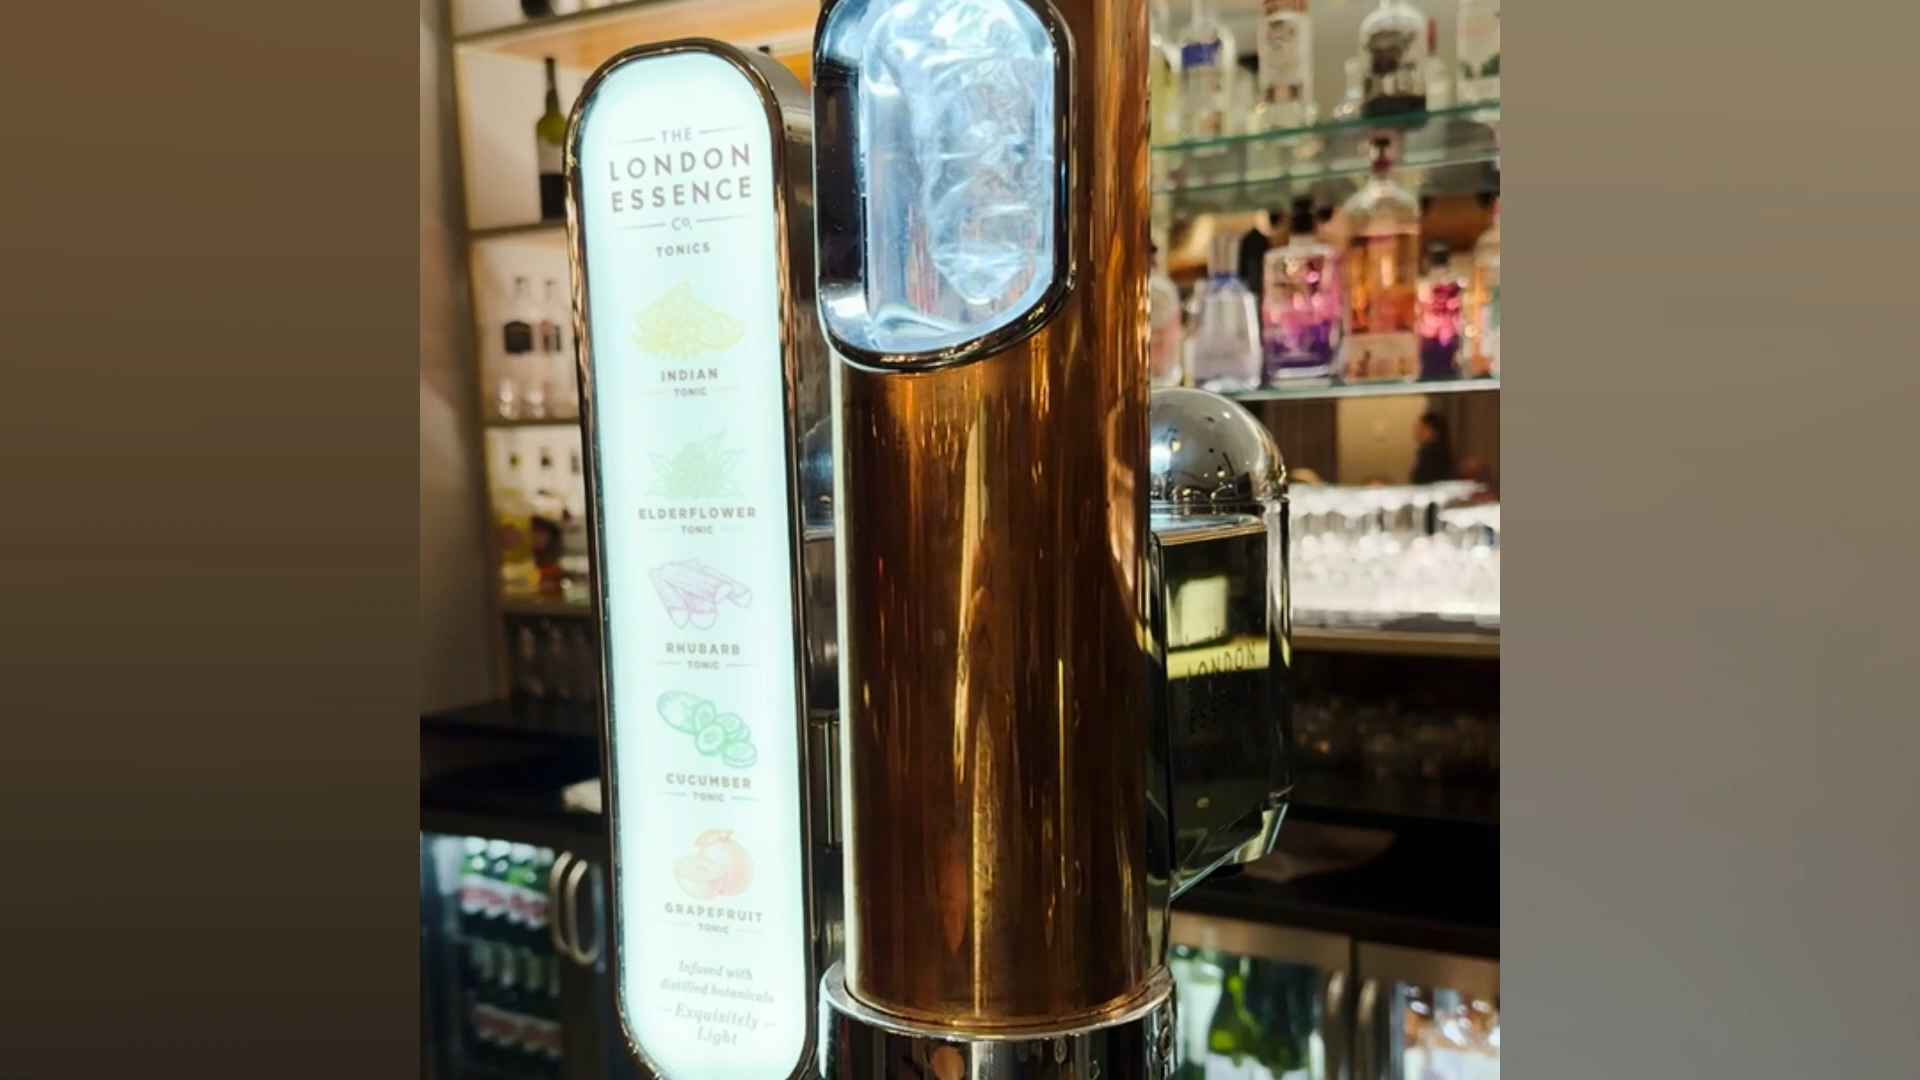 THE
LONDON
ESSENCE
Co.
TONICS
INDIAN
TONIC
ELDERFLOWER
TONIC
RHUBARB
TONIC
CUCUMBER
TONIC
GRAPEFRUIT
TONIC
Infused with
distilled botanicals
Exquisitely
Light
LONDON